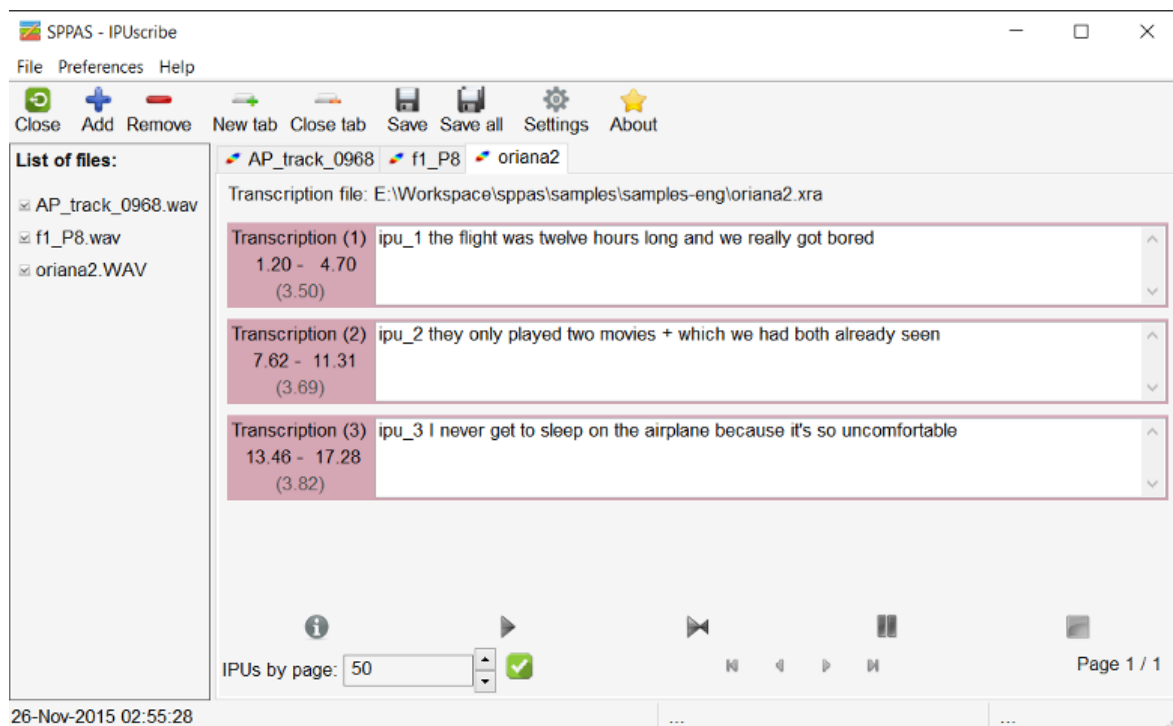 SPPAS - IPUscribe
File Preferences Help
Close Add Remove New tab Close tab Save Save all Settings About
List of files:
AP_track_0968.wav
f1_P8.wav
oriana2.WAV
AP_track_0968 f1_P8 oriana2
Transcription file: E:\Workspace\sppas\samples\samples-eng\oriana2.xra
Transcription (1) ipu_1 the flight was twelve hours long and we really got bored
1.20 - 4.70
(3.50)
Transcription (2) ipu_2 they only played two movies + which we had both already seen
7.62 - 11.31
(3.69)
Transcription (3) ipu_3 I never get to sleep on the airplane because it's so uncomfortable
13.46 - 17.28
(3.82)
IPUs by page: 50
Page 1 / 1
26-Nov-2015 02:55:28 ... ...